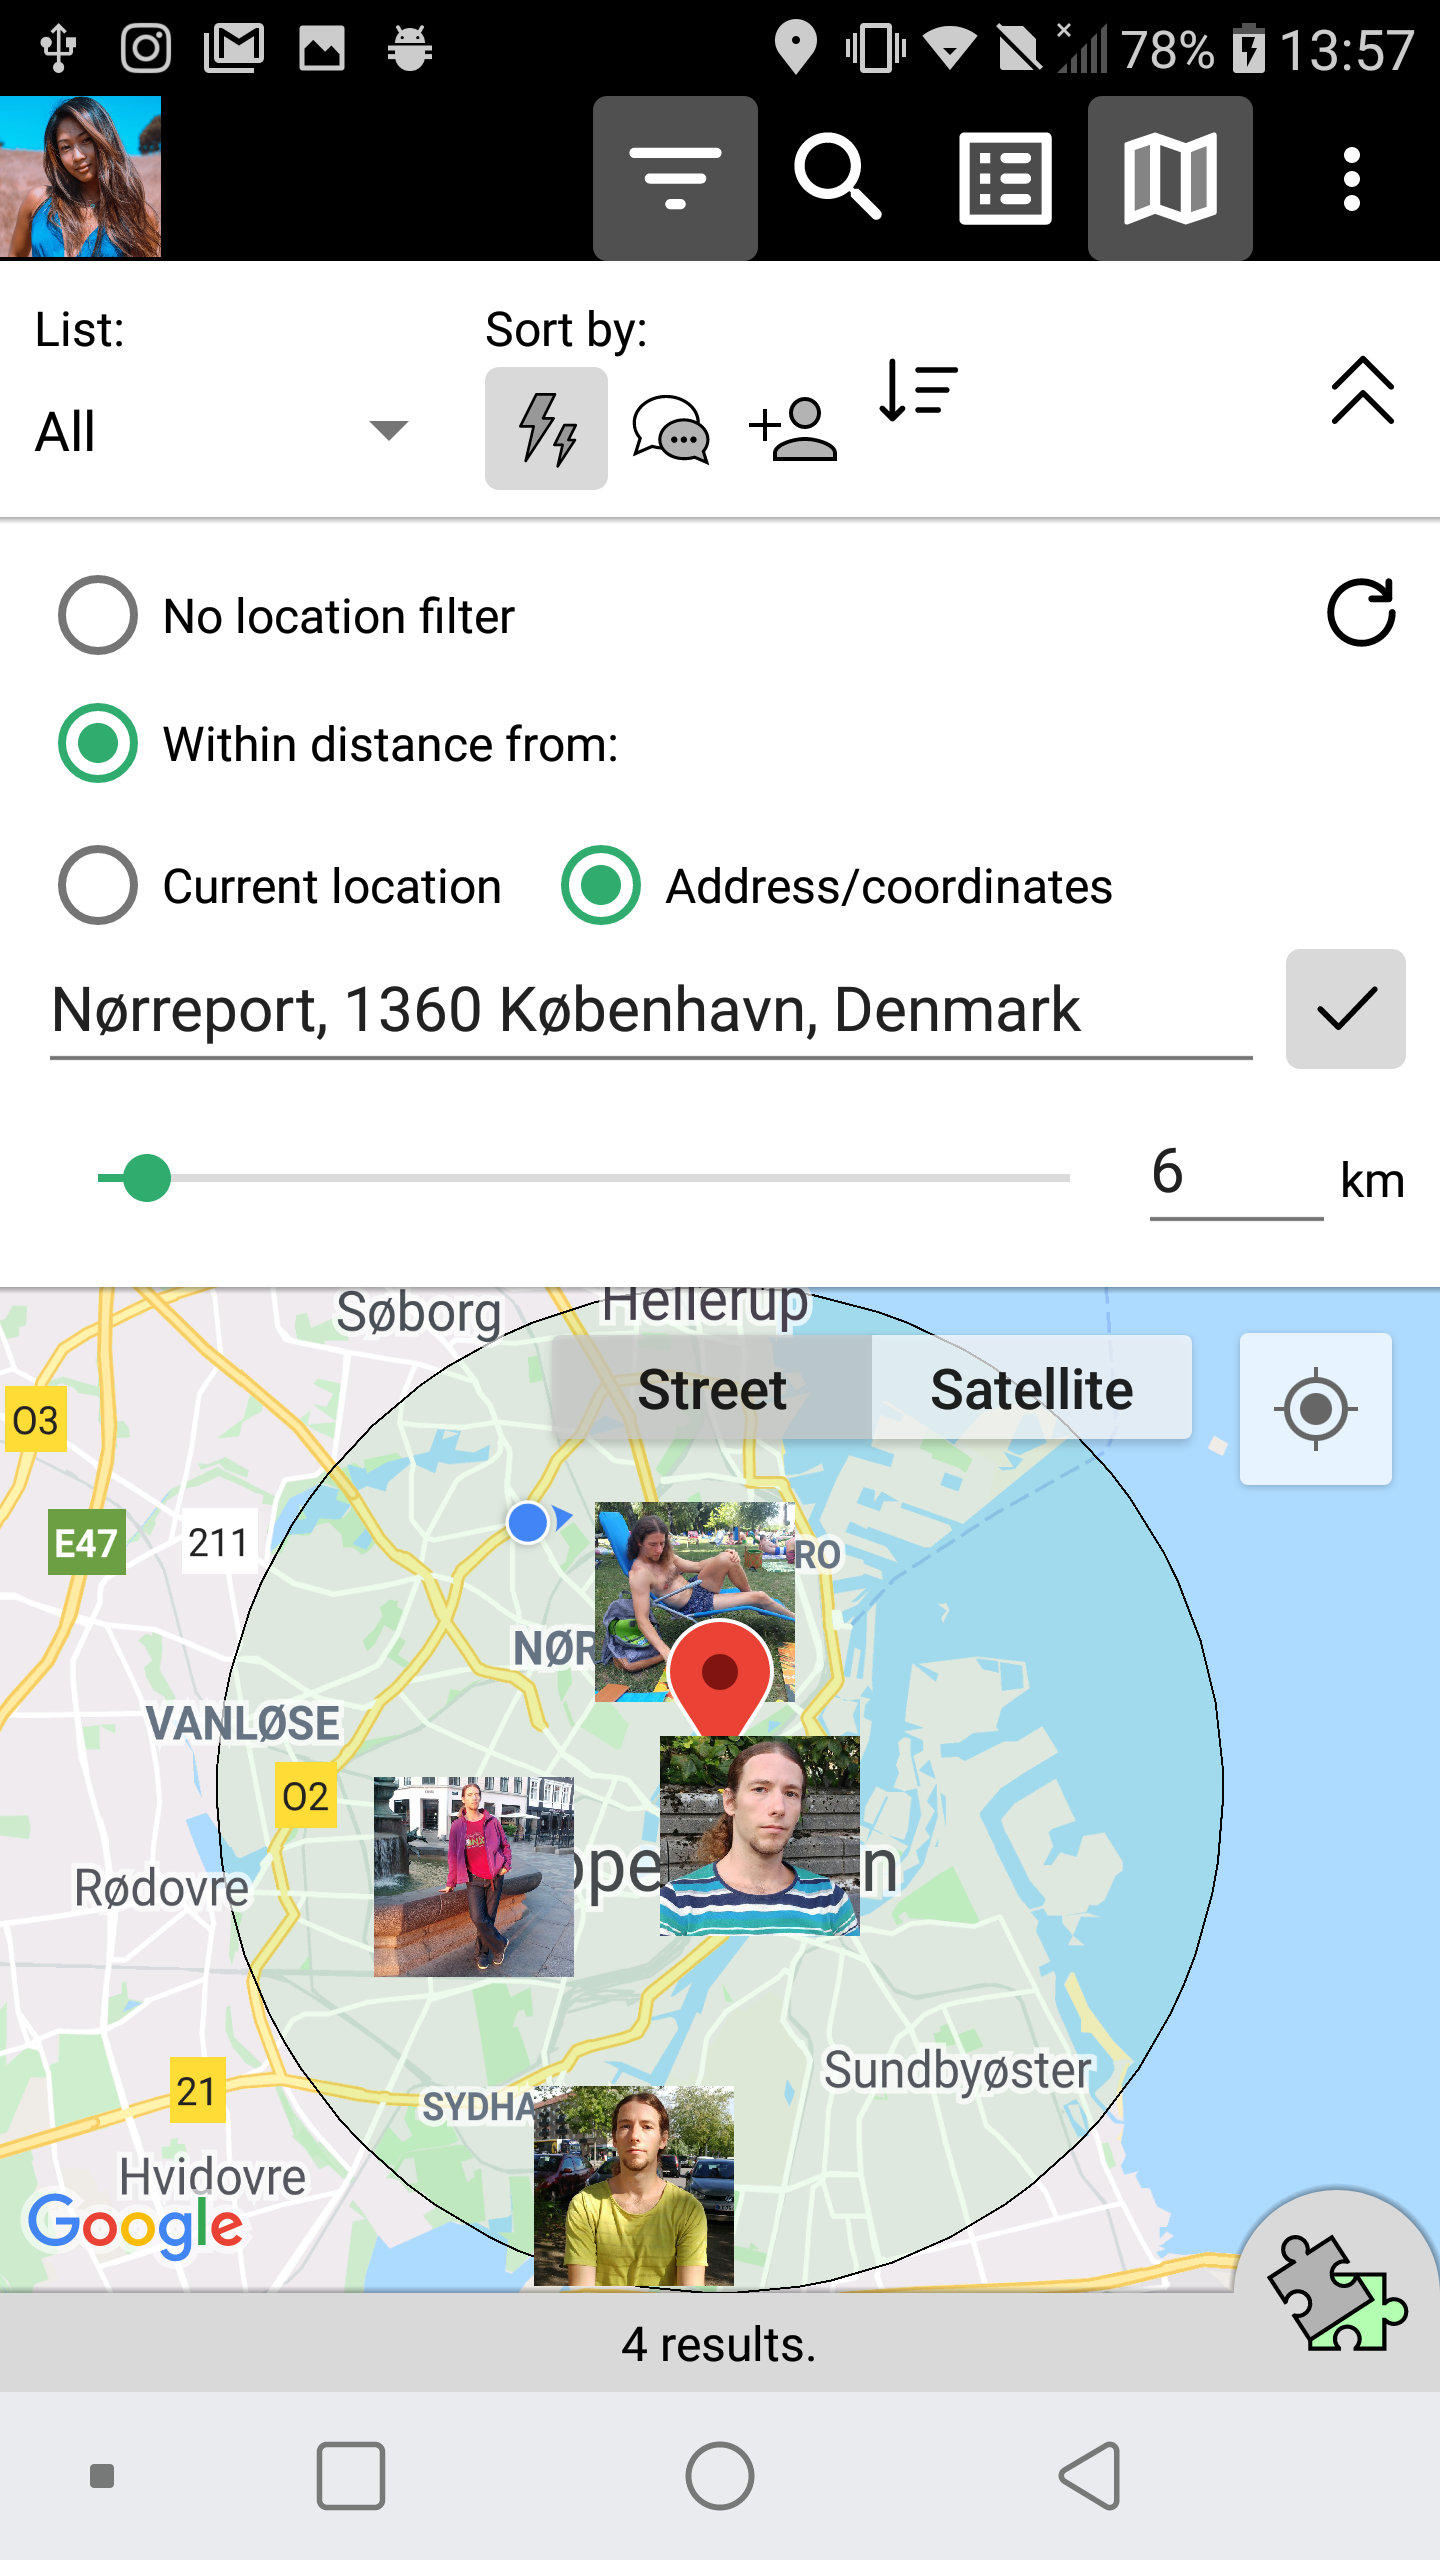 78% 13:57
List:
Sort by:
All
No location filter
Within distance from:
Current location
Address/coordinates
Nørreport, 1360 København, Denmark
6 km
Søborg
Hellerup
Street
Satellite
O3
E47
211
RO
NØR
VANLØSE
O2
Rødovre
ope n
Sundbyøster
21
SYDHA
Hvidovre
Google
4 results.